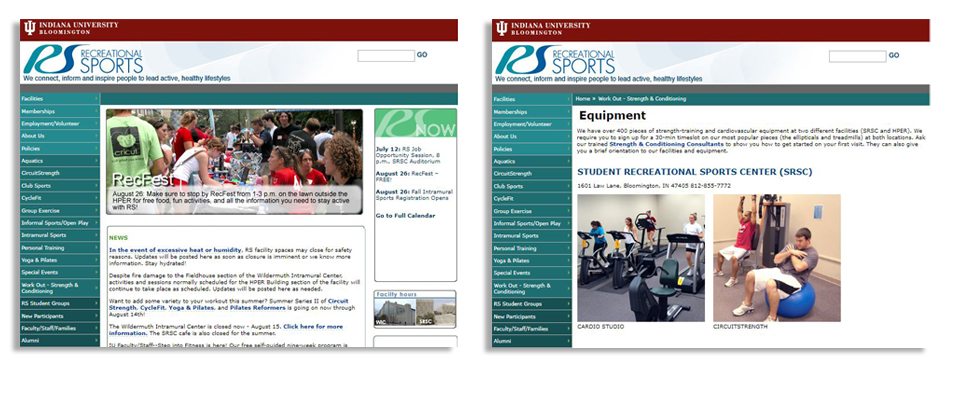 INDIANA UNIVERSITY
BLOOMINGTON
RS RECREATIONAL
SPORTS
GO
We connect, inform and inspire people to lead active, healthy lifestyles
Facilities
Memberships
Employment/Volunteer
About Us
Policies
Aquatics
CircuitStrength
Club Sports
CycleFit
Group Exercise
Informal Sports/Open Play
Intramural Sports
Personal Training
Yoga & Pilates
Special Events
Work Out - Strength &
Conditioning
RS Student Groups
New Participants
Faculty/Staff/Families
Alumni
cricut
RecFest
August 26: Make sure to stop by RecFest from 1-3 p.m. on the lawn outside the
HPER for free food, fun activities, and all the information you need to stay active
with RS!
NEWS
In the event of excessive heat or humidity, RS facility spaces may close for safety
reasons. Updates will be posted here as soon as closure is imminent or we know more
information. Stay hydrated!
Despite fire damage to the Fieldhouse section of the Wildermuth Intramural Center,
activities and sessions normally scheduled for the HPER Building section of the facility will
continue to take place as scheduled. Updates will be posted here as needed.
Want to add some variety to your workout this summer? Summer Series II of Circuit
Strength, CycleFit, Yoga & Pilates, and Pilates Reformers is going on now through
August 14th!
The Wildermuth Intramural Center is closed now - August 15. Click here for more
information. The SRSC cafe is also closed for the summer.
IU Faculty/Staff--Step into Fitness is here! Our free self-guided nine-week program is
RS NOW
July 12: RS Job
Opportunity Session, 8
p.m., SRSC Auditorium
August 26: RecFest -
FREE!
August 26: Fall Intramural
Sports Registration Opens
Go to Full Calendar
Facility hours
WIC
SRSC
INDIANA UNIVERSITY
BLOOMINGTON
RS RECREATIONAL
SPORTS
GO
We connect, inform and inspire people to lead active, healthy lifestyles
Facilities
Memberships
Employment/Volunteer
About Us
Policies
Aquatics
CircuitStrength
Club Sports
CycleFit
Group Exercise
Informal Sports/Open Play
Intramural Sports
Personal Training
Yoga & Pilates
Special Events
Work Out - Strength &
Conditioning
RS Student Groups
New Participants
Faculty/Staff/Families
Alumni
Home > Work Out - Strength & Conditioning
Equipment
We have over 400 pieces of strength-training and cardiovascular equipment at two different facilities (SRSC and HPER). We
require you to sign up for a 30-min timeslot on our most popular pieces (the ellipticals and treadmills) at both locations. Ask
our trained Strength & Conditioning Consultants to show you how to get started on your first visit. They can also give
you a brief orientation to our facilities and equipment.
STUDENT RECREATIONAL SPORTS CENTER (SRSC)
1601 Law Lane, Bloomington, IN 47405 812-855-7772
CARDIO STUDIO
CIRCUITSTRENGTH